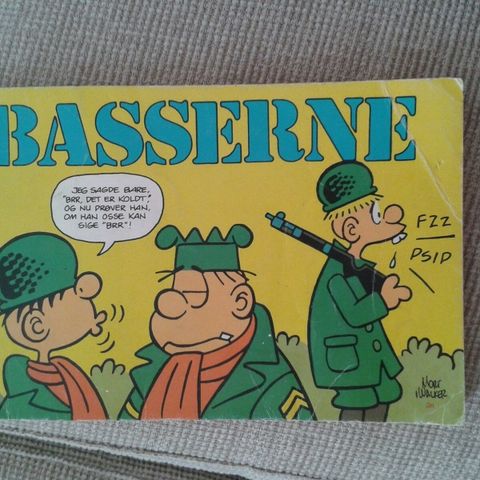 BASSERNE
JEG SAGDE BARE,
"BRR, DET ER KOLDT,"
OG NU PRØVER HAN,
OM HAN OSSE KAN
SIGE "BRR"!
FZZ
PSIP
MORT
WALKER